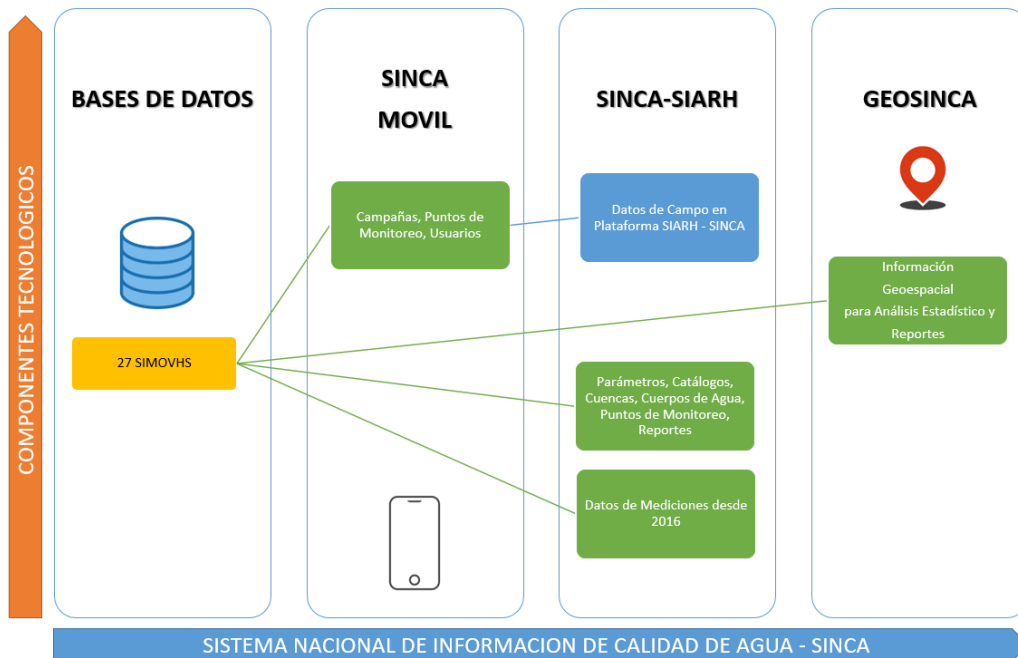 COMPONENTES TECNOLOGICOS
BASES DE DATOS
27 SIMOVHS
SINCA
MOVIL
Campañas, Puntos de
Monitoreo, Usuarios
SINCA-SIARH
Datos de Campo en
Plataforma SIARH - SINCA
Parámetros, Catálogos,
Cuencas, Cuerpos de Agua,
Puntos de Monitoreo,
Reportes
Datos de Mediciones desde
2016
GEOSINCA
Información
Geoespacial
para Análisis Estadístico y
Reportes
SISTEMA NACIONAL DE INFORMACION DE CALIDAD DE AGUA - SINCA